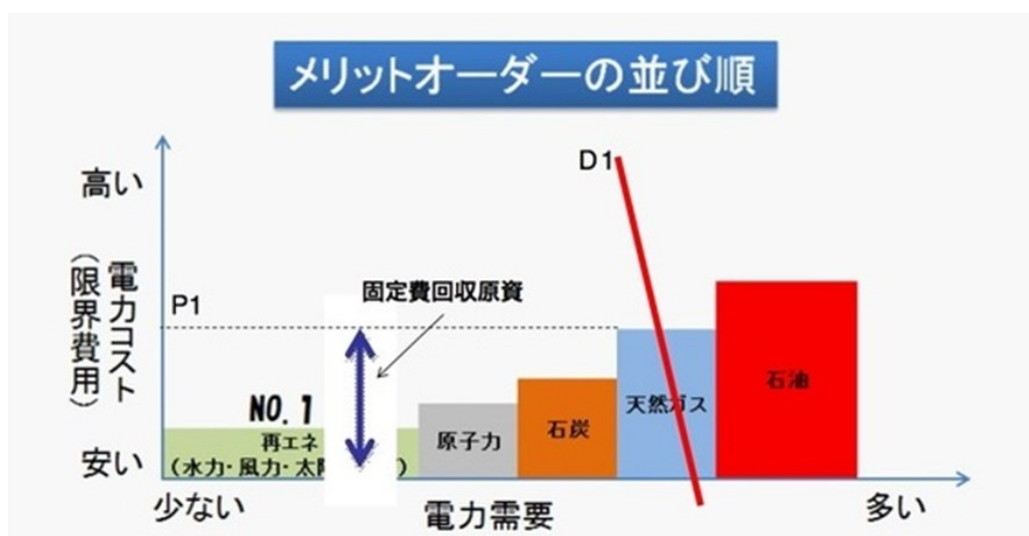 メリットオーダーの並び順
D1
高い
電力コスト
(限界費用)
P1
固定費回収原資
NO.1
再エネ
(水力・風力・太
)
原子力
石炭
天然ガス
石油
安い
少ない
電力需要
多い